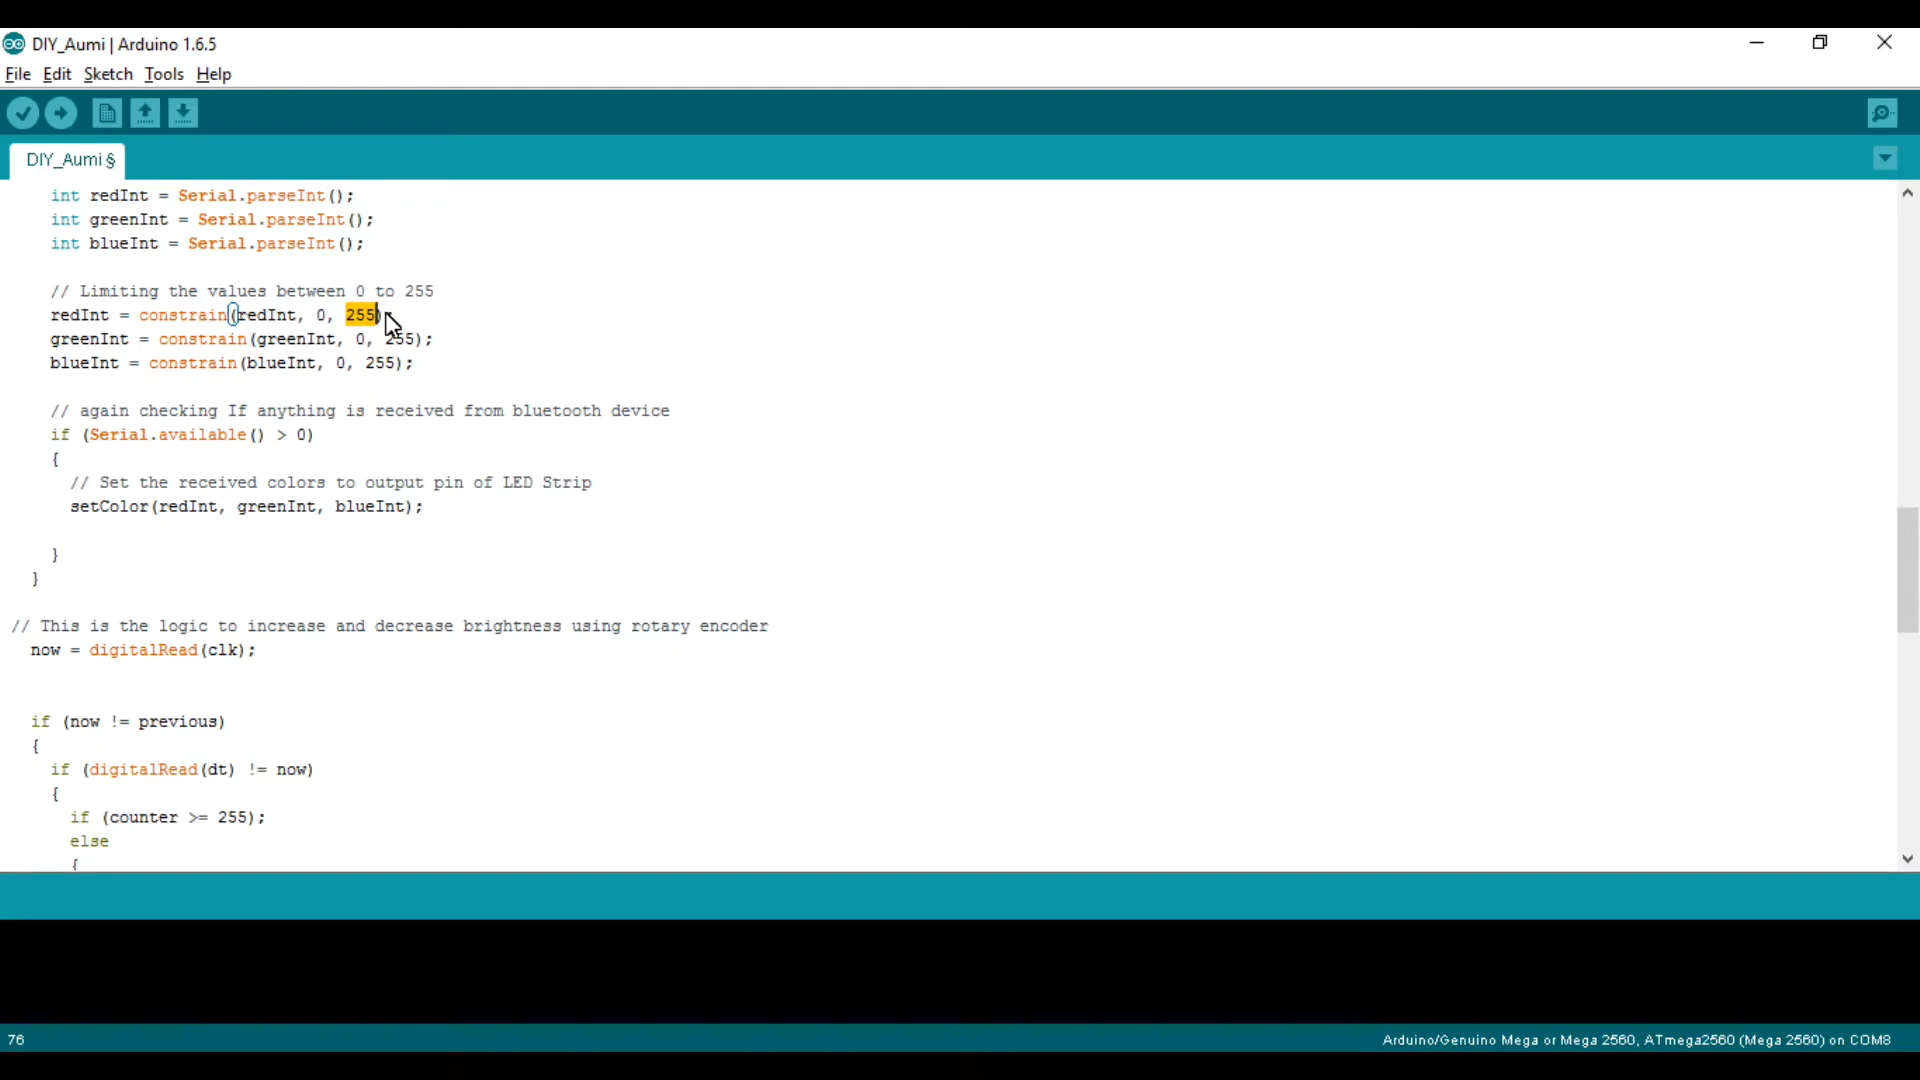 DIY_Aumi | Arduino 1.6.5
File Edit Sketch Tools Help
DIY_Aumi §
int redInt = Serial.parseInt();
int greenInt = Serial.parseInt();
int blueInt = Serial.parseInt();
// Limiting the values between 0 to 255
redInt = constrain(redInt, 0, 255)
greenInt = constrain(greenInt, 0, 255);
blueInt = constrain(blueInt, 0, 255);
// again checking If anything is received from bluetooth device
if (Serial.available() > 0)
{
// Set the received colors to output pin of LED Strip
setColor(redInt, greenInt, blueInt);
}
}
// This is the logic to increase and decrease brightness using rotary encoder
now = digitalRead(clk);
if (now != previous)
{
if (digitalRead(dt) != now)
{
if (counter >= 255);
else
{
76
Arduino/Genuino Mega or Mega 2560, ATmega2560 (Mega 2560) on COM8